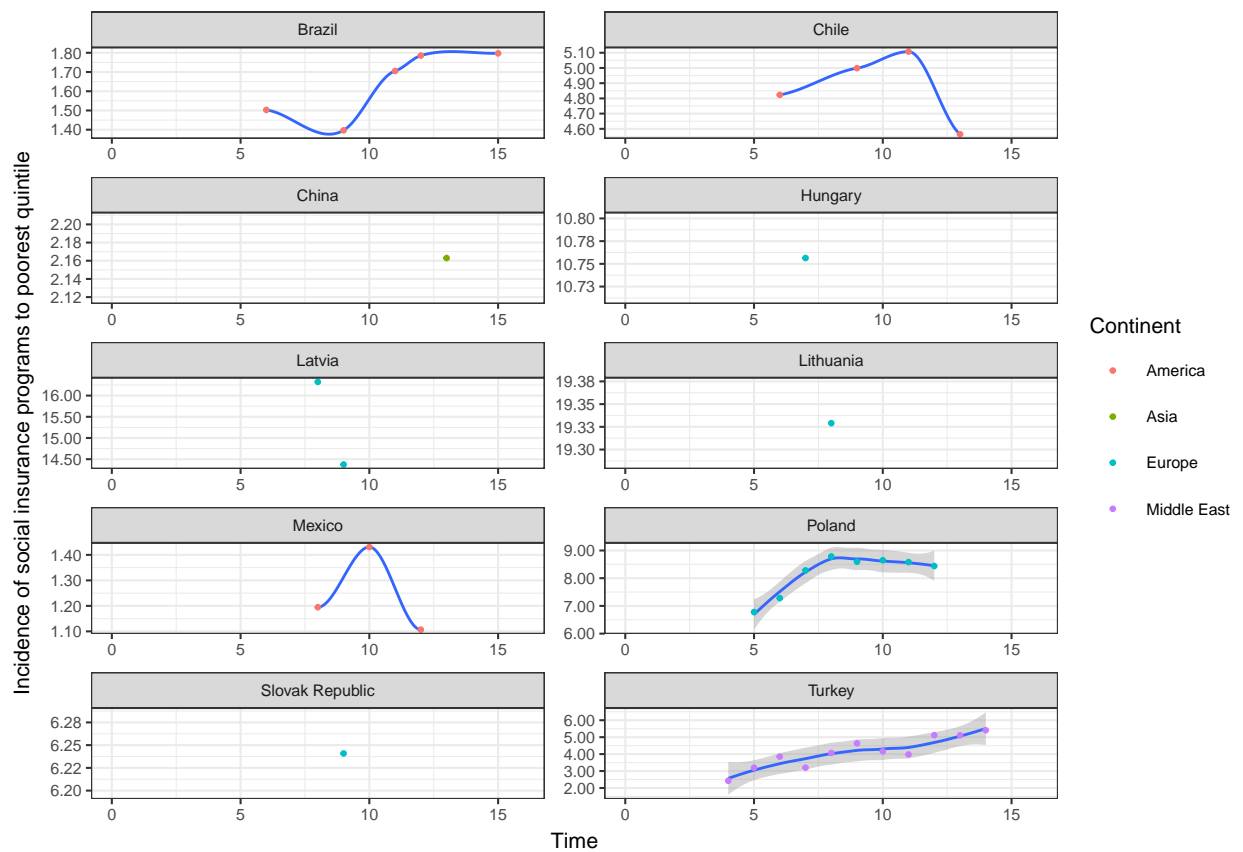 Brazil
1.80
1.70
1.60
1.50
1.40
0 5 10 15
Chile
5.10
5.00
4.90
4.80
4.70
4.60
0 5 10 15
China
2.20
2.18
2.16
2.14
2.12
0 5 10 15
Hungary
10.80
10.78
10.75
10.73
0 5 10 15
Latvia
16.00
15.50
15.00
14.50
0 5 10 15
Lithuania
19.38
19.35
19.33
19.30
0 5 10 15
Mexico
1.40
1.30
1.20
1.10
0 5 10 15
Poland
9.00
8.00
7.00
6.00
0 5 10 15
Slovak Republic
6.28
6.25
6.22
6.20
0 5 10 15
Turkey
6.00
5.00
4.00
3.00
2.00
0 5 10 15
Incidence of social insurance programs to poorest quintile
Time
Continent
America
Asia
Europe
Middle East